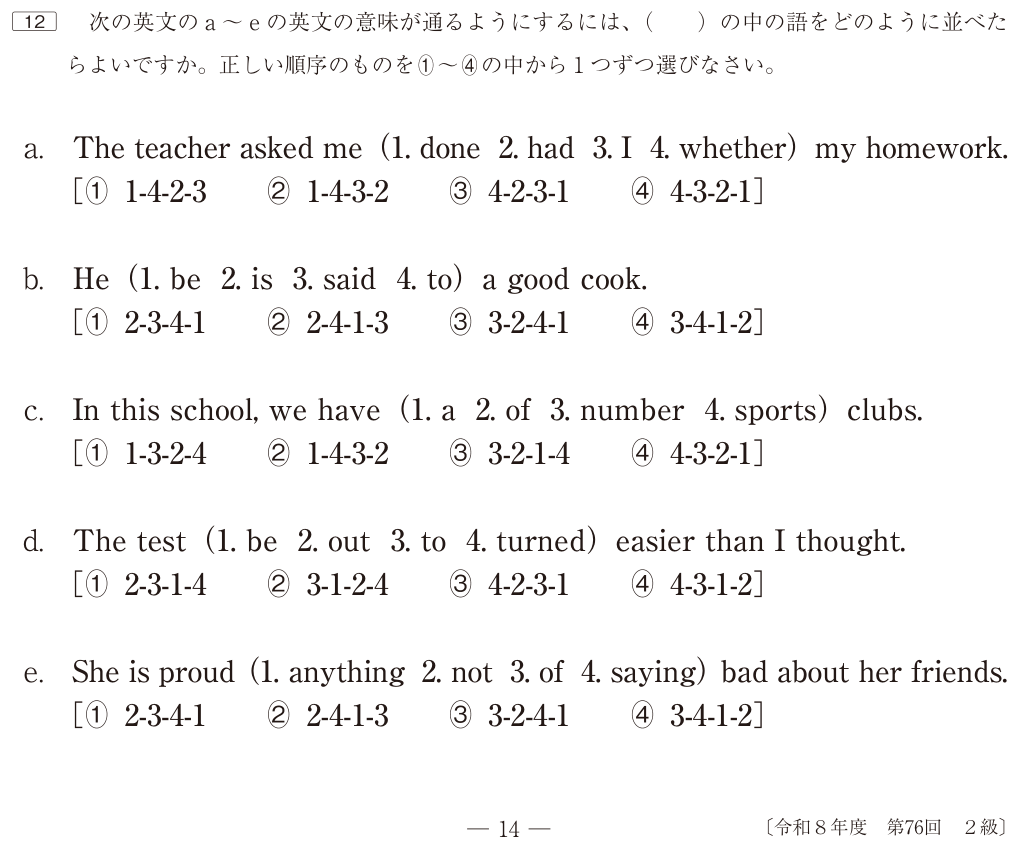 12 次の英文のａ～ｅの英文の意味が通るようにするには、（　　）の中の語をどのように並べた
らよいですか。正しい順序のものを①～④の中から１つずつ選びなさい。
a. The teacher asked me (1. done 2. had 3. I 4. whether) my homework.
[① 1-4-2-3 ② 1-4-3-2 ③ 4-2-3-1 ④ 4-3-2-1]
b. He (1. be 2. is 3. said 4. to) a good cook.
[① 2-3-4-1 ② 2-4-1-3 ③ 3-2-4-1 ④ 3-4-1-2]
c. In this school, we have (1. a 2. of 3. number 4. sports) clubs.
[① 1-3-2-4 ② 1-4-3-2 ③ 3-2-1-4 ④ 4-3-2-1]
d. The test (1. be 2. out 3. to 4. turned) easier than I thought.
[① 2-3-1-4 ② 3-1-2-4 ③ 4-2-3-1 ④ 4-3-1-2]
e. She is proud (1. anything 2. not 3. of 4. saying) bad about her friends.
[① 2-3-4-1 ② 2-4-1-3 ③ 3-2-4-1 ④ 3-4-1-2]
― 14 ―
〔令和８年度　第76回　２級〕